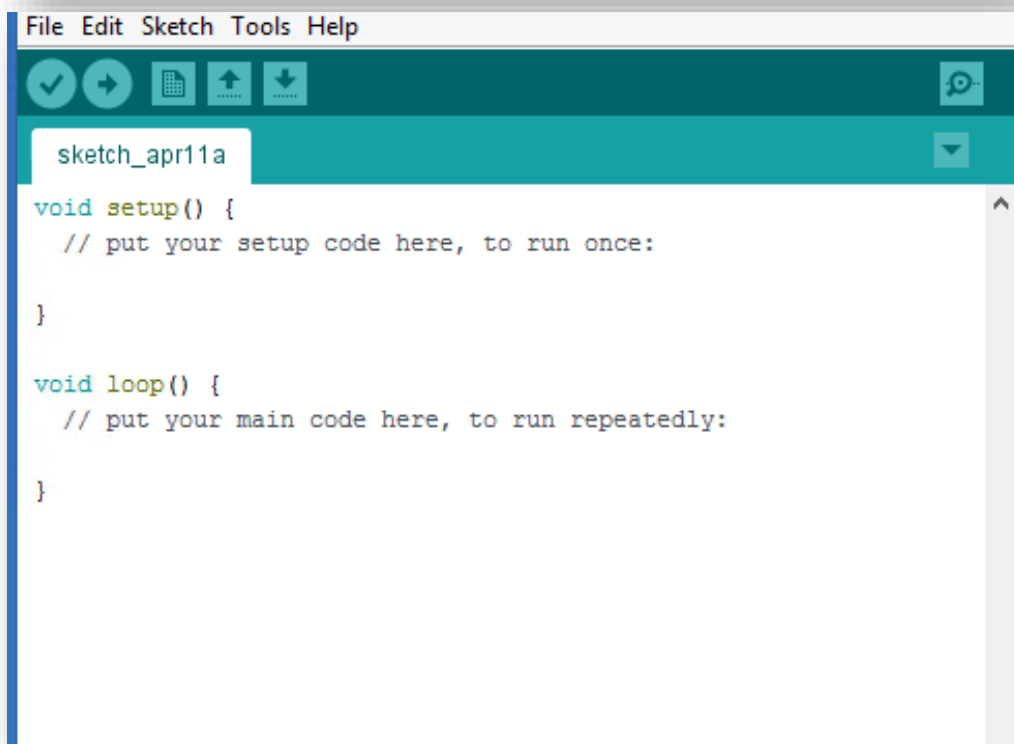 File Edit Sketch Tools Help
sketch_apr11a
void setup() {
  // put your setup code here, to run once:
}
void loop() {
  // put your main code here, to run repeatedly:
}